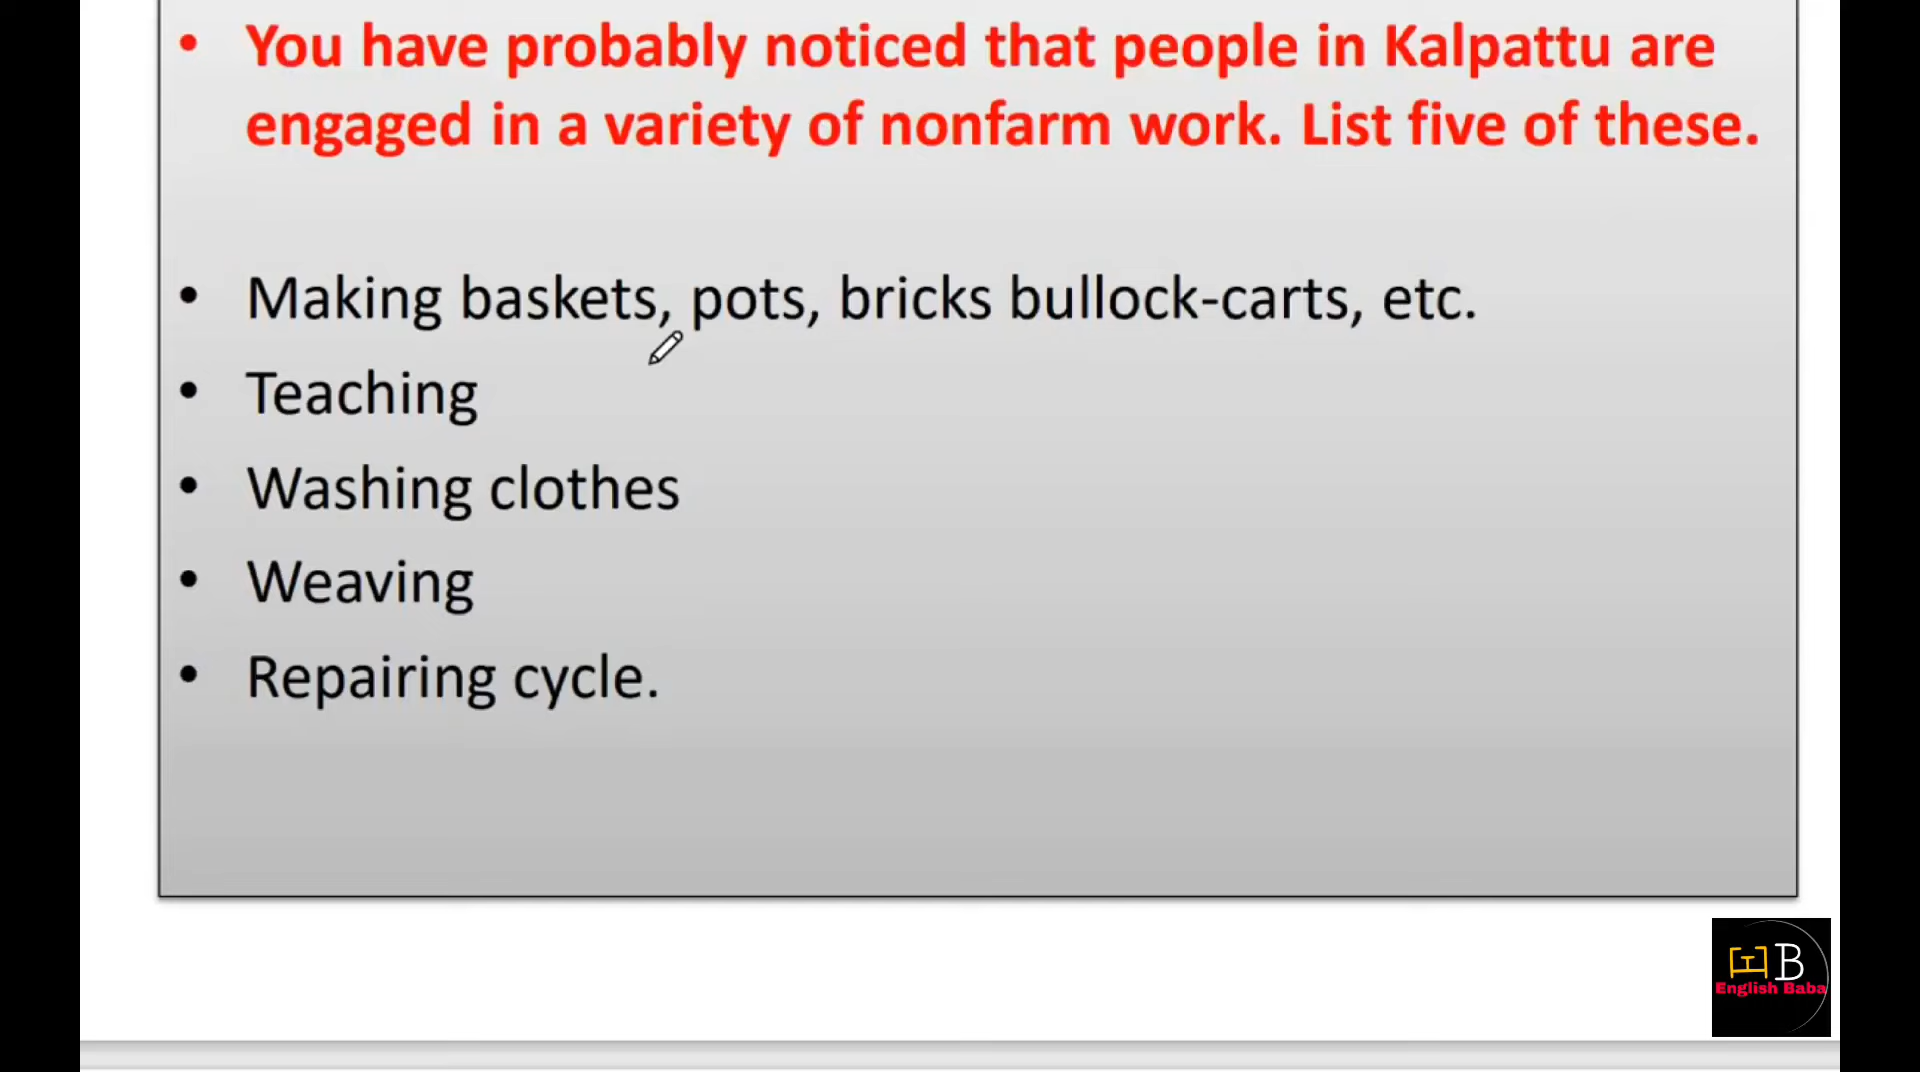 • You have probably noticed that people in Kalpattu are
engaged in a variety of nonfarm work. List five of these.
• Making baskets, pots, bricks bullock-carts, etc.
• Teaching
• Washing clothes
• Weaving
• Repairing cycle.
B
English Baba